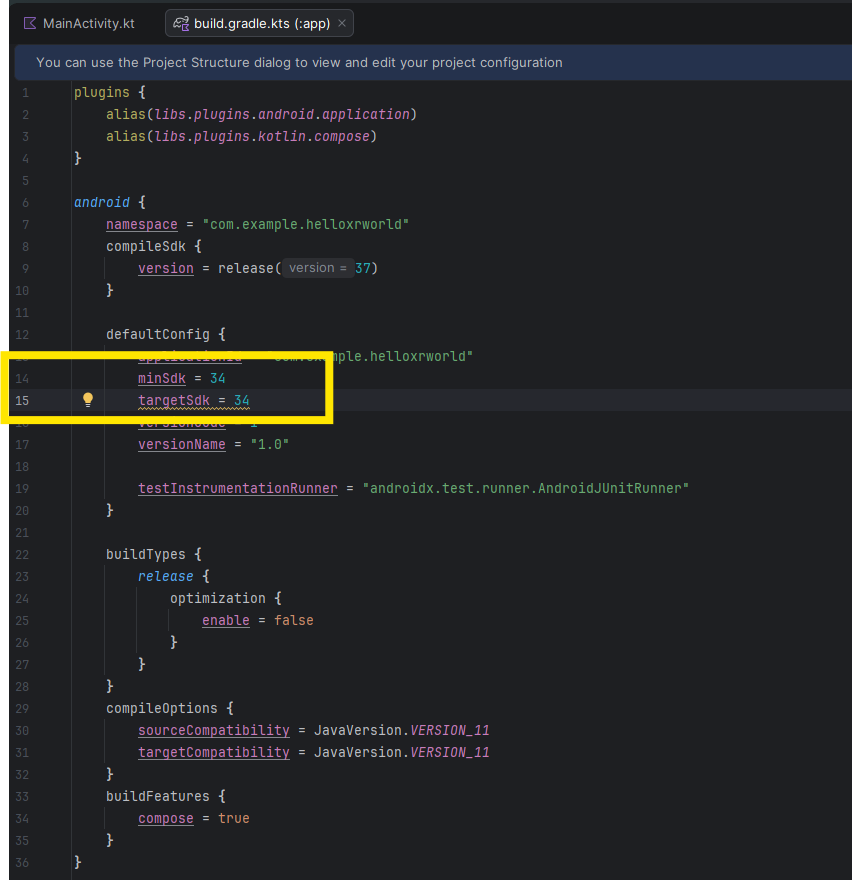 MainActivity.kt build.gradle.kts (:app)
You can use the Project Structure dialog to view and edit your project configuration
1 plugins {
2 alias(libs.plugins.android.application)
3 alias(libs.plugins.kotlin.compose)
4 }
5
6 android {
7 namespace = "com.example.helloxrworld"
8 compileSdk {
9 version = release( version = 37)
10 }
11
12 defaultConfig {
applicationId "com.example.helloxrworld"
14 minSdk = 34
15 targetSdk = 34
versionCode 1
17 versionName = "1.0"
18
19 testInstrumentationRunner = "androidx.test.runner.AndroidJUnitRunner"
20 }
21
22 buildTypes {
23 release {
24 optimization {
25 enable = false
26 }
27 }
28 }
29 compileOptions {
30 sourceCompatibility = JavaVersion.VERSION_11
31 targetCompatibility = JavaVersion.VERSION_11
32 }
33 buildFeatures {
34 compose = true
35 }
36 }